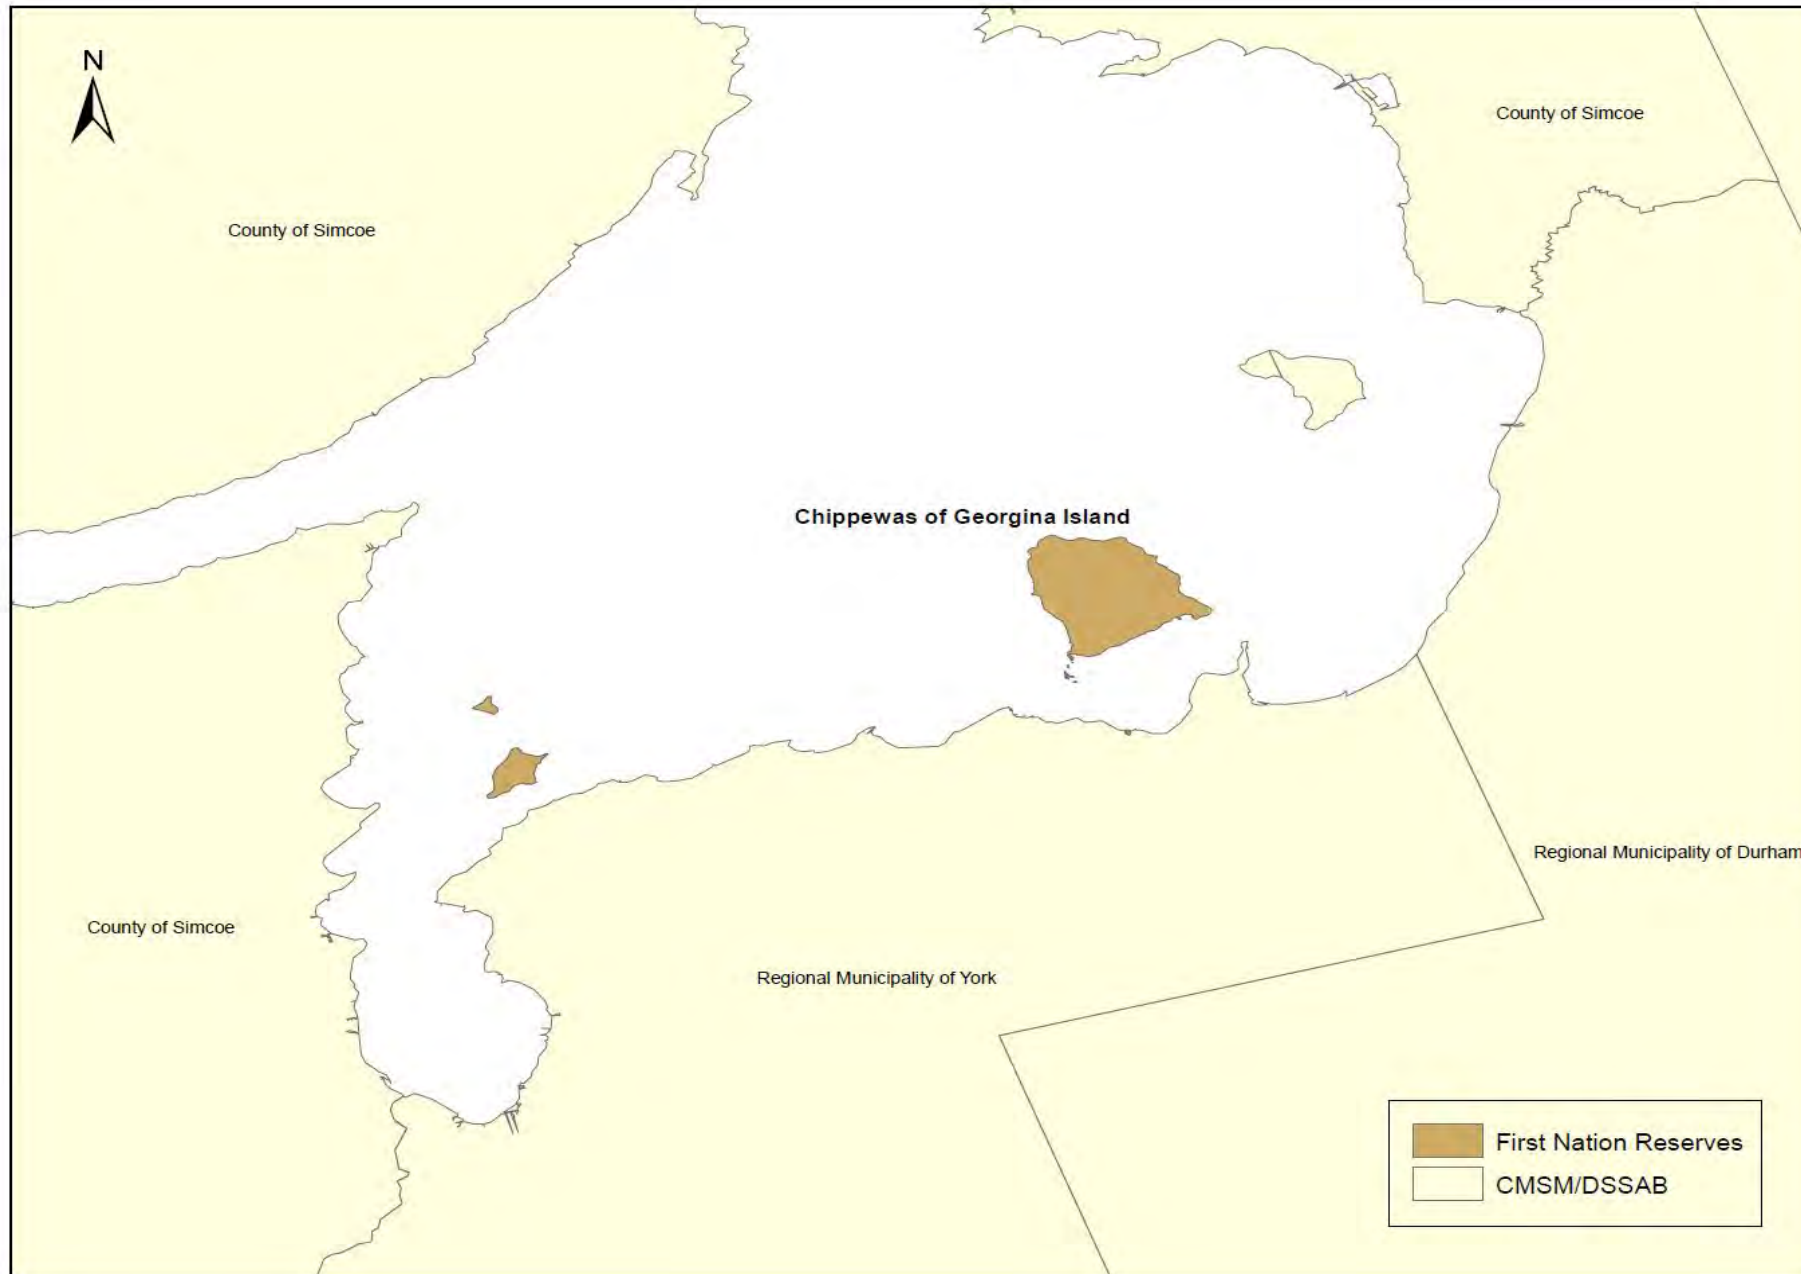 N
County of Simcoe
County of Simcoe
Chippewas of Georgina Island
Regional Municipality of Durham
County of Simcoe
Regional Municipality of York
First Nation Reserves
CMSM/DSSAB